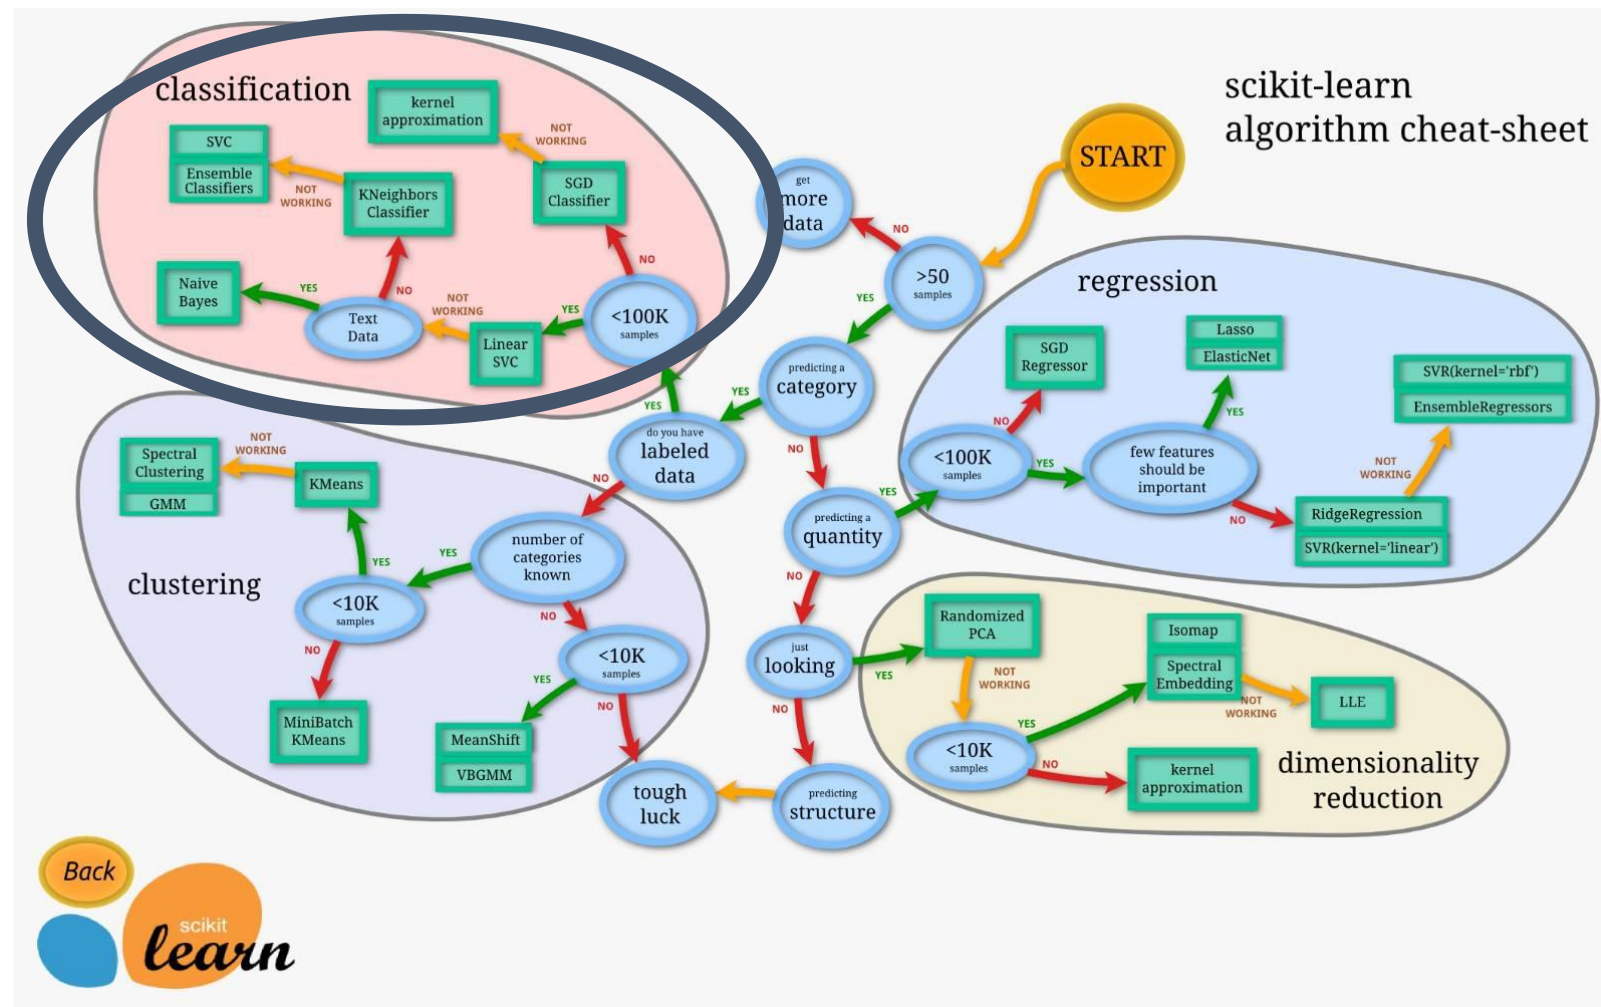 scikit-learn
algorithm cheat-sheet
START
classification
kernel
approximation
NOT
WORKING
SVC
Ensemble
Classifiers
NOT
WORKING
KNeighbors
Classifier
SGD
Classifier
NO
Naive
Bayes
YES
Text
Data
NO
NOT
WORKING
Linear
SVC
YES
<100K
samples
get
more
data
NO
>50
samples
YES
predicting a
category
YES
NO
do you have
labeled
data
YES
NO
predicting a
quantity
YES
NO
just
looking
YES
NO
predicting
structure
tough
luck
regression
SGD
Regressor
NO
<100K
samples
YES
Lasso
ElasticNet
YES
few features
should be
important
NO
SVR(kernel='rbf')
EnsembleRegressors
NOT
WORKING
RidgeRegression
SVR(kernel='linear')
clustering
Spectral
Clustering
GMM
NOT
WORKING
KMeans
YES
<10K
samples
NO
MiniBatch
KMeans
YES
number of
categories
known
NO
<10K
samples
YES
NO
MeanShift
VBGMM
Randomized
PCA
NOT
WORKING
<10K
samples
YES
NO
Isomap
Spectral
Embedding
NOT
WORKING
LLE
kernel
approximation
dimensionality
reduction
Back
scikit
learn